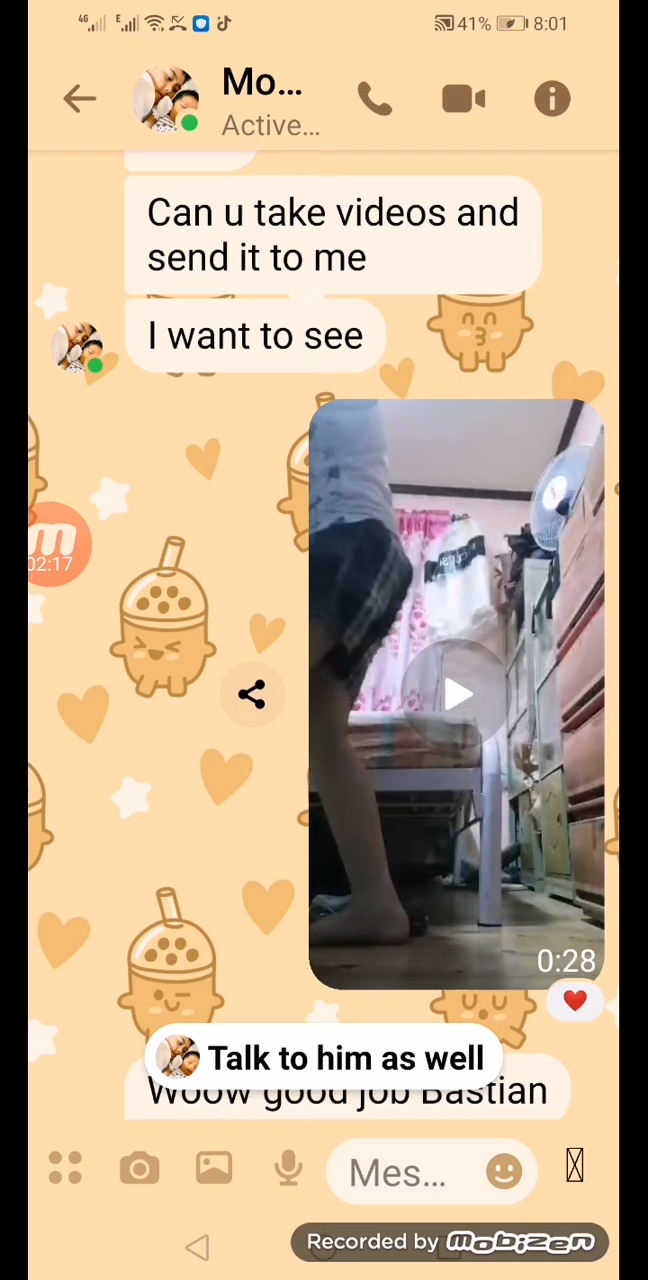 4G E 41% 8:01
Mo...
Active...
Can u take videos and
send it to me
I want to see
02:17
0:28
Talk to him as well
Woow good job Bastian
Mes...
Recorded by mobizen